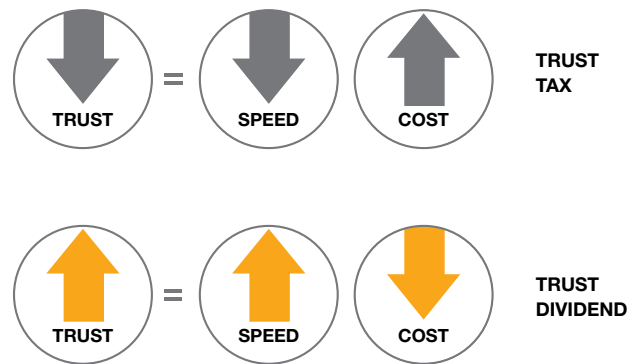 TRUST = SPEED COST TRUST TAX
TRUST = SPEED COST TRUST DIVIDEND